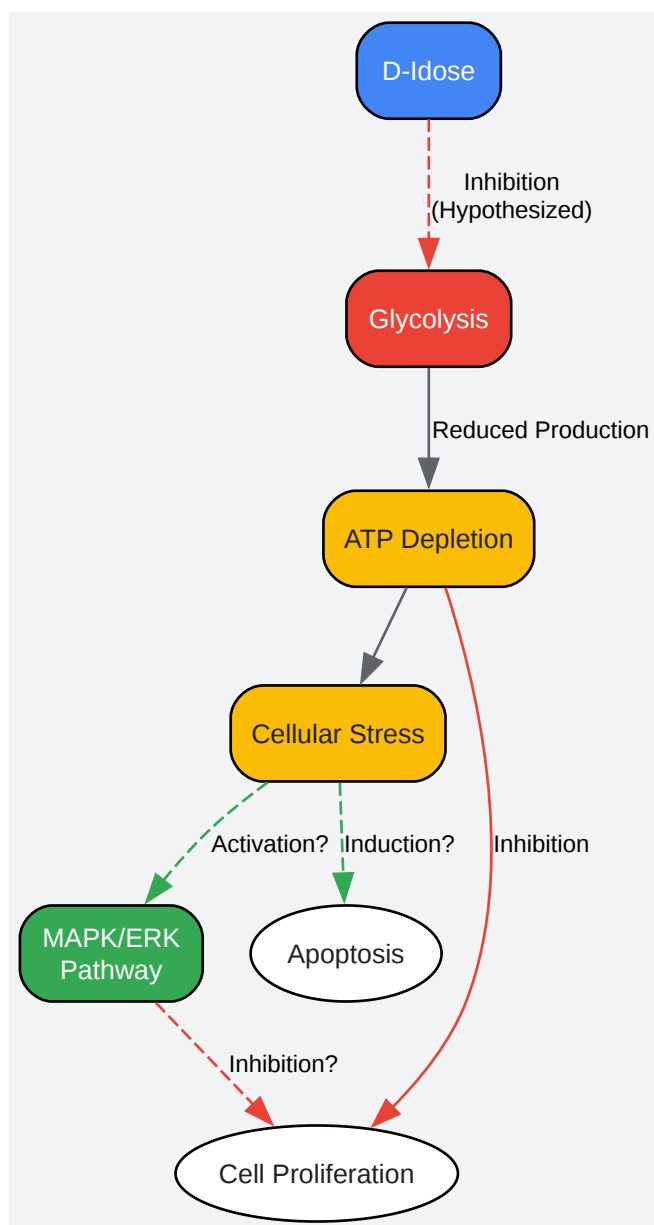 D-Idose
Inhibition
(Hypothesized)
Glycolysis
Reduced Production
ATP Depletion
Cellular Stress
Activation?
Induction?
Inhibition
MAPK/ERK
Pathway
Apoptosis
Inhibition?
Cell Proliferation